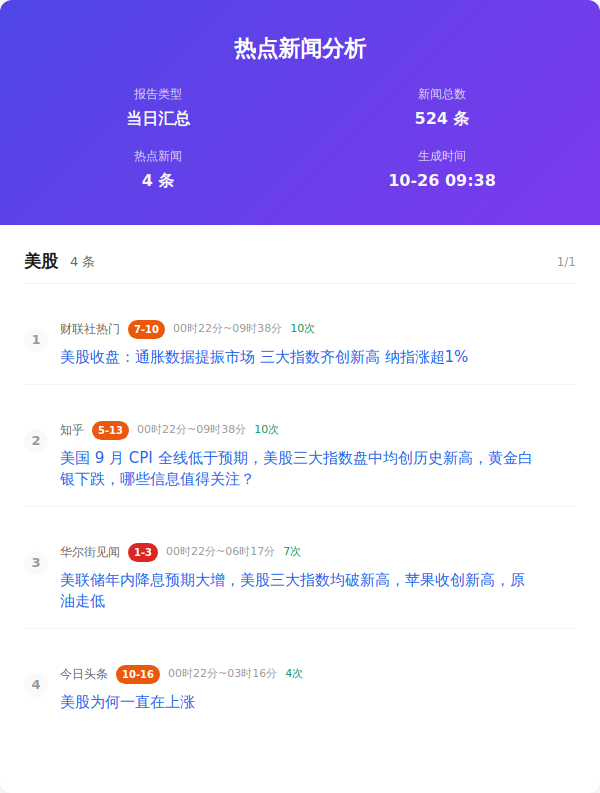 热点新闻分析
报告类型
新闻总数
当日汇总
524 条
热点新闻
生成时间
4 条
10-26 09:38
美股 4 条 1/1
1
财联社热门 7-10 00时22分~09时38分 10次
美股收盘：通胀数据提振市场 三大指数齐创新高 纳指涨超1%
2
知乎 5-13 00时22分~09时38分 10次
美国 9 月 CPI 全线低于预期，美股三大指数盘中均创历史新高，黄金白
银下跌，哪些信息值得关注？
3
华尔街见闻 1-3 00时22分~06时17分 7次
美联储年内降息预期大增，美股三大指数均破新高，苹果收创新高，原
油走低
4
今日头条 10-16 00时22分~03时16分 4次
美股为何一直在上涨